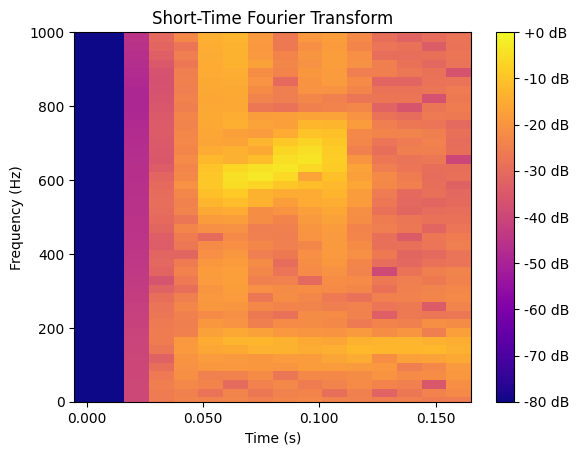 Short-Time Fourier Transform
1000
800
600
400
200
0
Frequency (Hz)
0.000
0.050
0.100
0.150
Time (s)
+0 dB
-10 dB
-20 dB
-30 dB
-40 dB
-50 dB
-60 dB
-70 dB
-80 dB